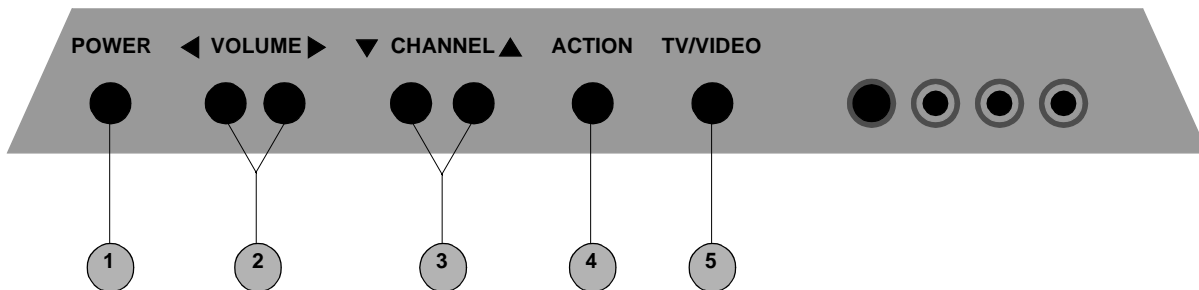 POWER ◀ VOLUME ▶ ▼ CHANNEL ▲ ACTION TV/VIDEO
1 2 3 4 5